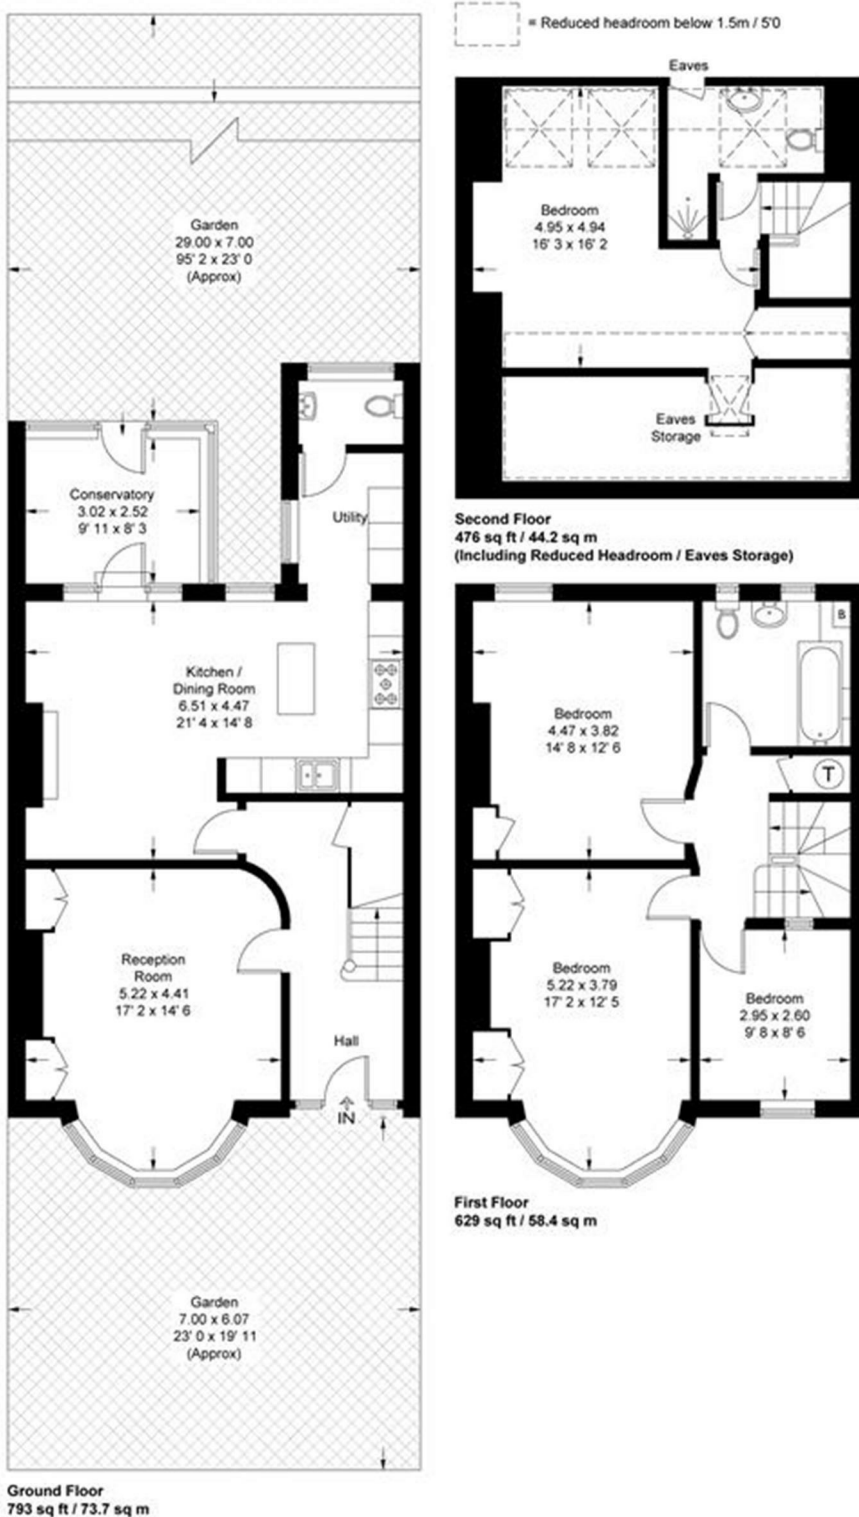 = Reduced headroom below 1.5m / 5'0
Eaves
Bedroom
4.95 x 4.94
16' 3 x 16' 2
Eaves
Storage
Second Floor
476 sq ft / 44.2 sq m
(Including Reduced Headroom / Eaves Storage)
Garden
29.00 x 7.00
95' 2 x 23' 0
(Approx)
Conservatory
3.02 x 2.52
9' 11 x 8' 3
Utility
Kitchen /
Dining Room
6.51 x 4.47
21' 4 x 14' 8
Reception
Room
5.22 x 4.41
17' 2 x 14' 6
Hall
IN
Garden
7.00 x 6.07
23' 0 x 19' 11
(Approx)
Ground Floor
793 sq ft / 73.7 sq m
B
Bedroom
4.47 x 3.82
14' 8 x 12' 6
T
Bedroom
5.22 x 3.79
17' 2 x 12' 5
Bedroom
2.95 x 2.60
9' 8 x 8' 6
First Floor
629 sq ft / 58.4 sq m